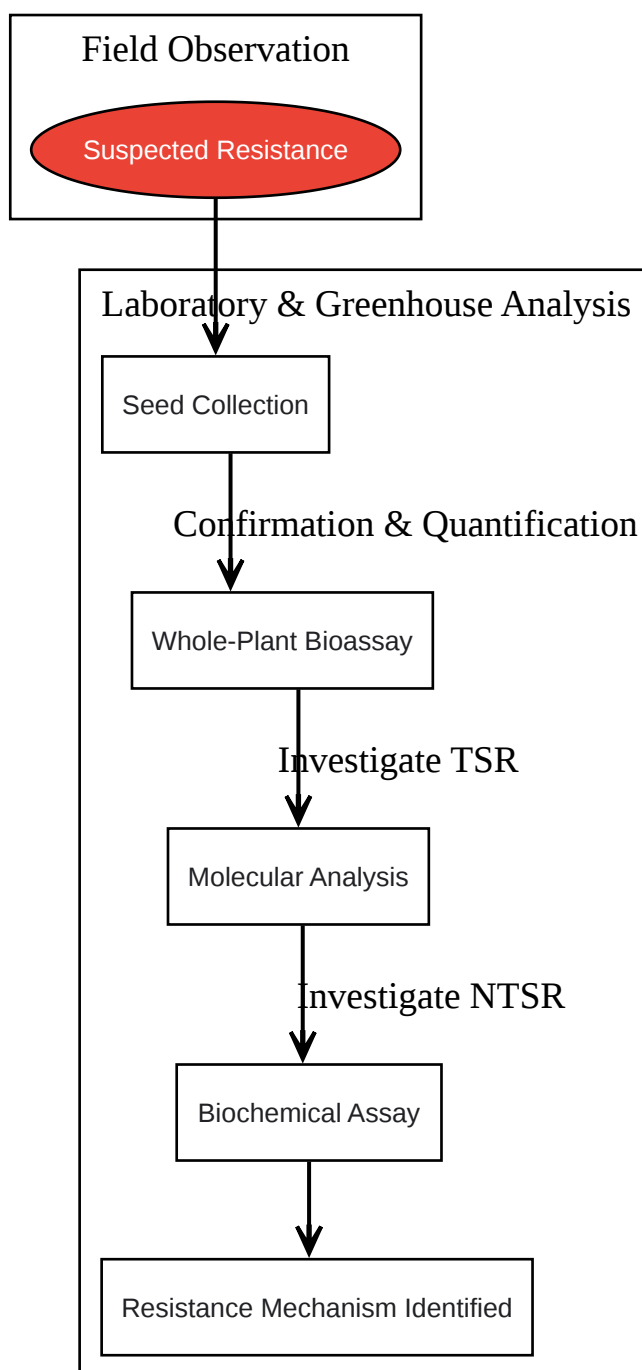 Field Observation
Suspected Resistance
Laboratory & Greenhouse Analysis
Seed Collection
Confirmation & Quantification
Whole-Plant Bioassay
Investigate TSR
Molecular Analysis
Investigate NTSR
Biochemical Assay
Resistance Mechanism Identified